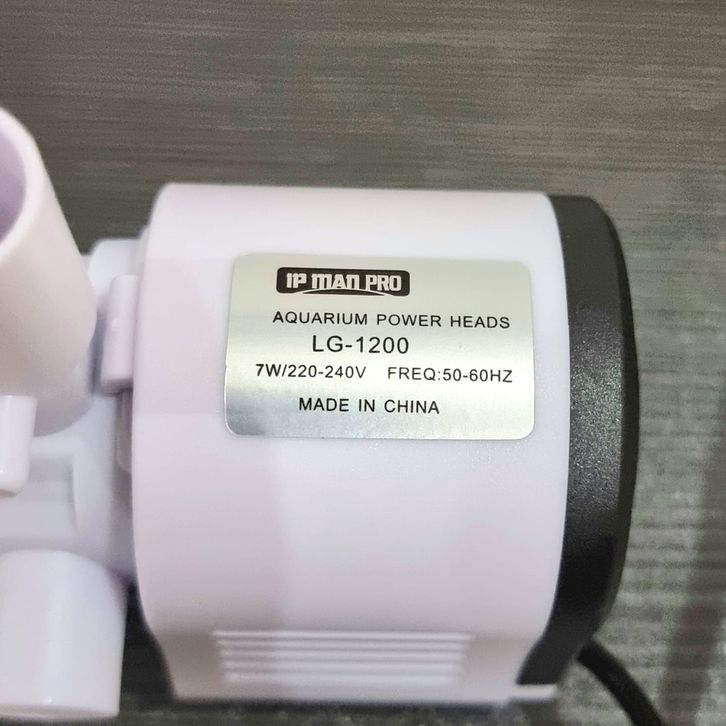 IP MAN PRO
AQUARIUM POWER HEADS
LG-1200
7W/220-240V FREQ:50-60HZ
MADE IN CHINA